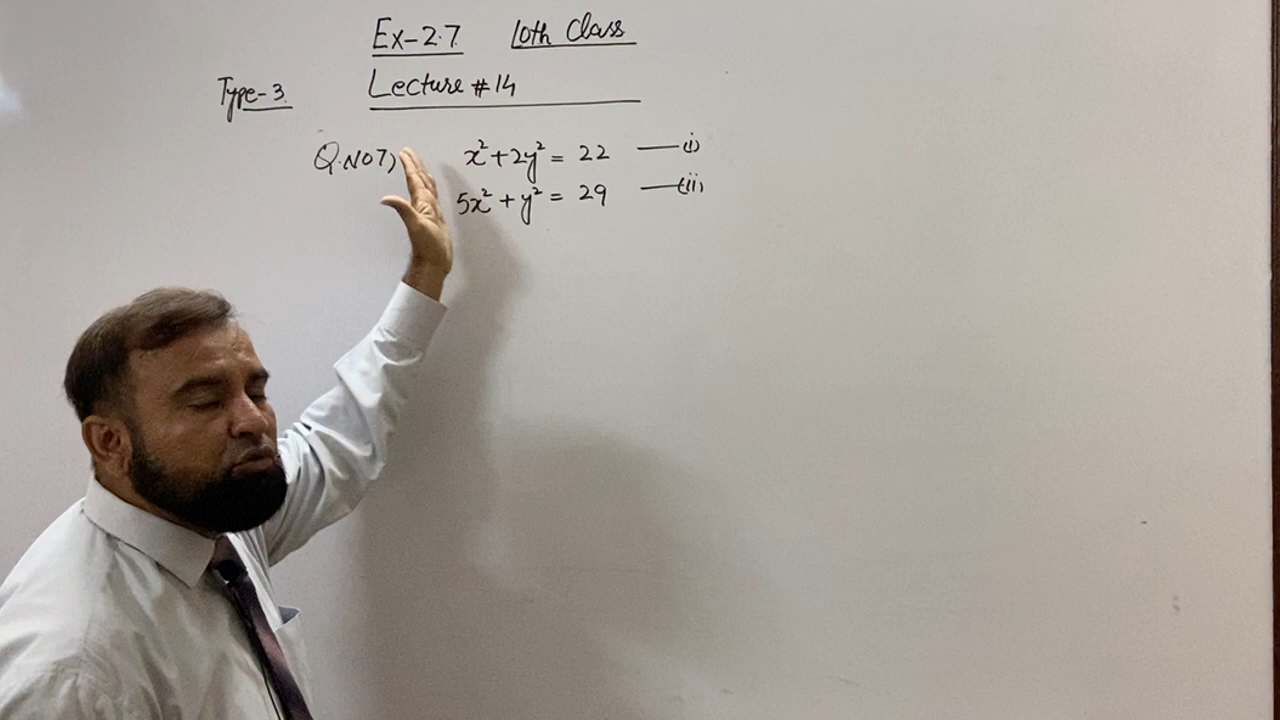 Ex-2.7 10th Class
Type-3. Lecture #14
Q.NO7) x²+2y² = 22 —(i)
5x²+y² = 29 —(ii)